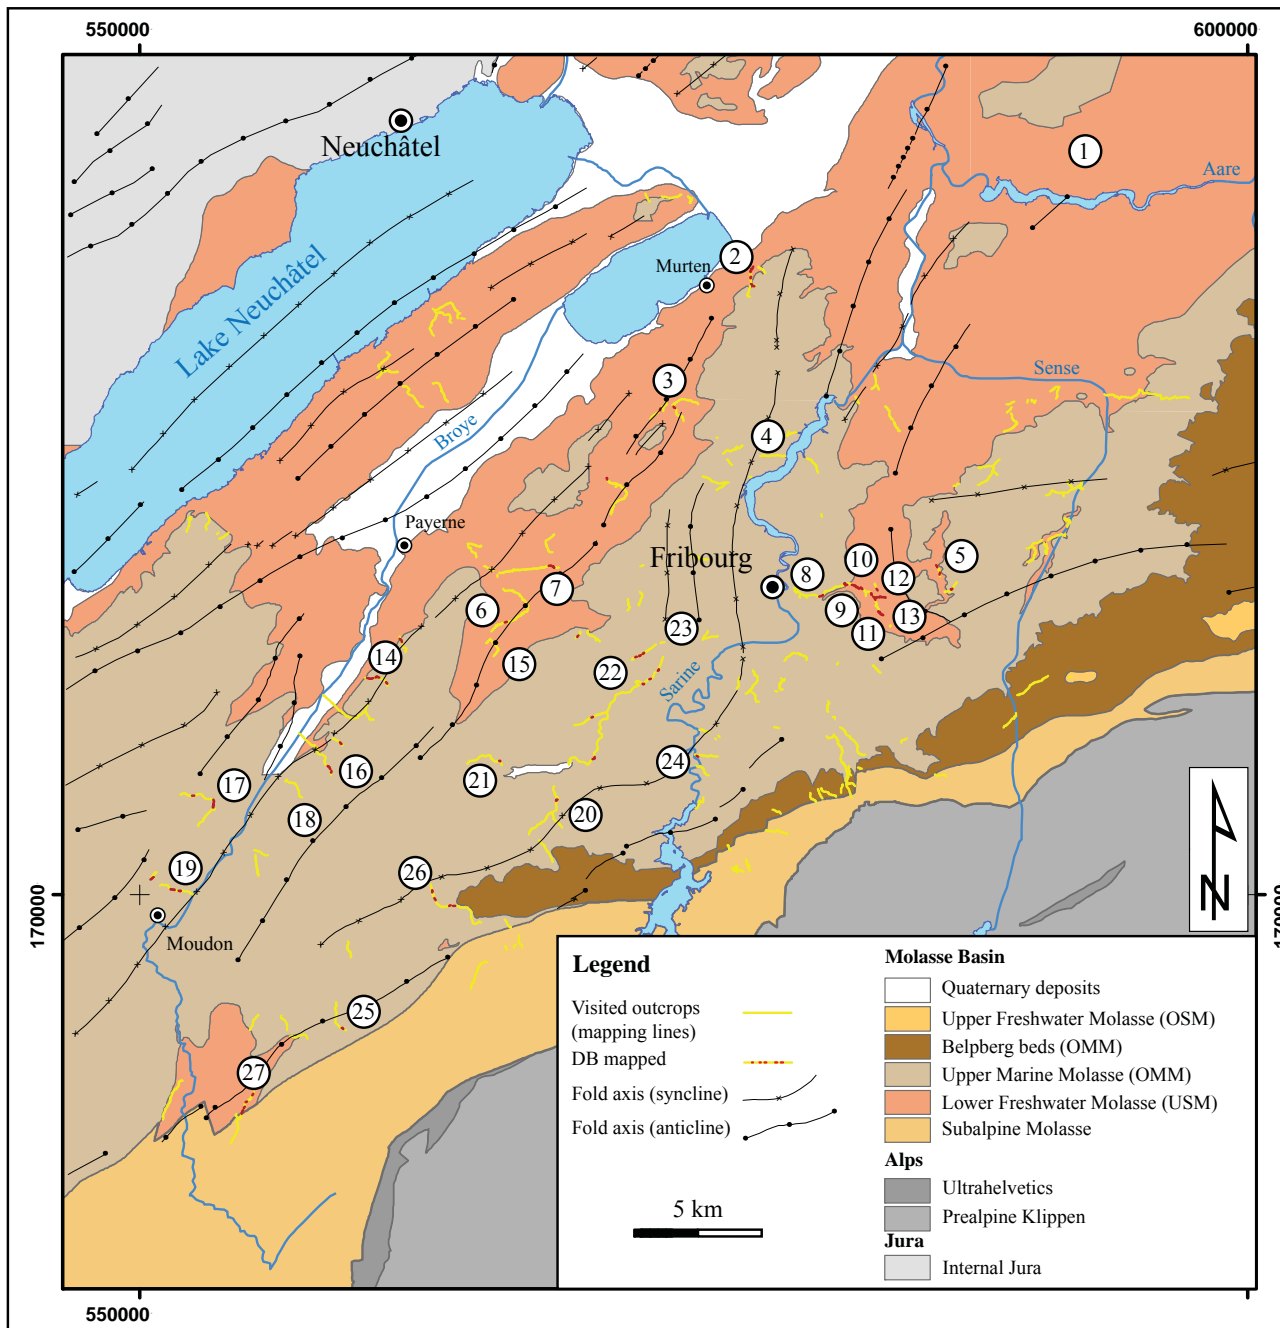 550000
600000
Neuchâtel
1
Aare
Lake Neuchâtel
2
Murten
3
Sense
Broye
4
Payerne
Fribourg
5
10
12
8
7
6
9
13
11
23
14
15
22
Sarine
24
16
21
17
20
18
19
26
170000
170000
Moudon
N
25
27
Legend
Visited outcrops
(mapping lines)
DB mapped
Fold axis (syncline)
Fold axis (anticline)
5 km
Molasse Basin
Quaternary deposits
Upper Freshwater Molasse (OSM)
Belpberg beds (OMM)
Upper Marine Molasse (OMM)
Lower Freshwater Molasse (USM)
Subalpine Molasse
Alps
Ultrahelvetics
Prealpine Klippen
Jura
Internal Jura
550000